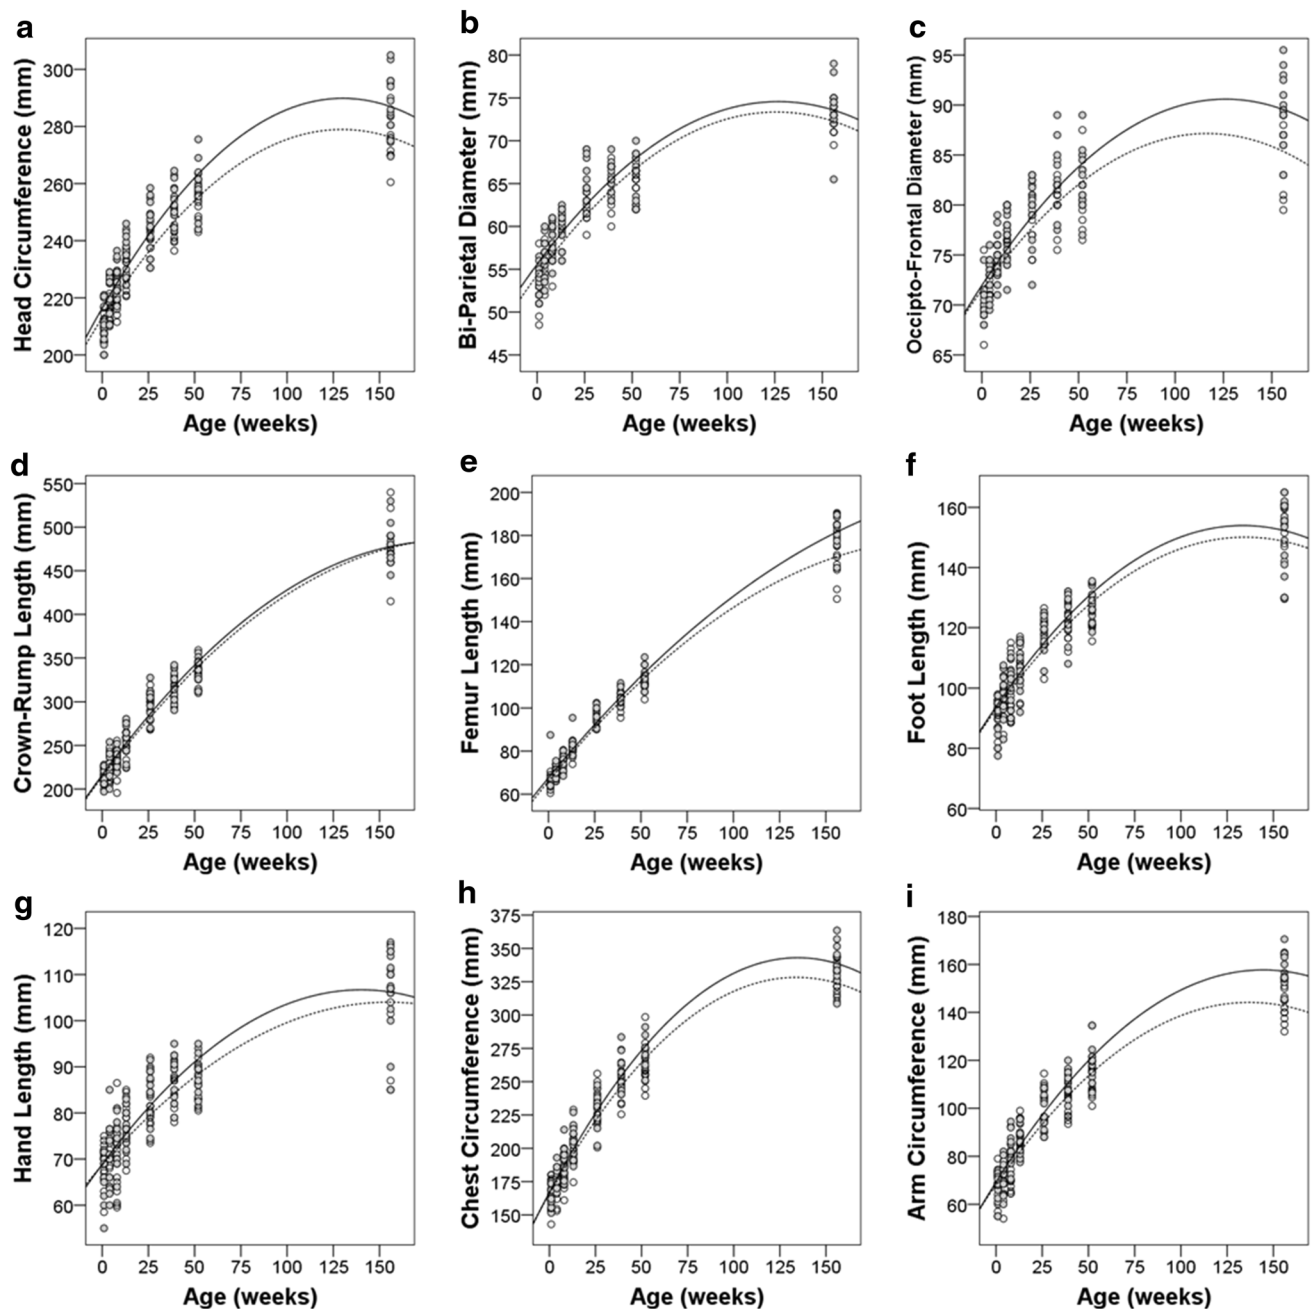 a
Head Circumference (mm)
300
280
260
240
220
200
0 25 50 75 100 125 150
Age (weeks)
b
Bi-Parietal Diameter (mm)
80
75
70
65
60
55
50
45
0 25 50 75 100 125 150
Age (weeks)
c
Occipto-Frontal Diameter (mm)
95
90
85
80
75
70
65
0 25 50 75 100 125 150
Age (weeks)
d
Crown-Rump Length (mm)
550
500
450
400
350
300
250
200
0 25 50 75 100 125 150
Age (weeks)
e
Femur Length (mm)
200
180
160
140
120
100
80
60
0 25 50 75 100 125 150
Age (weeks)
f
Foot Length (mm)
160
140
120
100
80
60
0 25 50 75 100 125 150
Age (weeks)
g
Hand Length (mm)
120
110
100
90
80
70
60
0 25 50 75 100 125 150
Age (weeks)
h
Chest Circumference (mm)
375
350
325
300
275
250
225
200
175
150
0 25 50 75 100 125 150
Age (weeks)
i
Arm Circumference (mm)
180
160
140
120
100
80
60
0 25 50 75 100 125 150
Age (weeks)